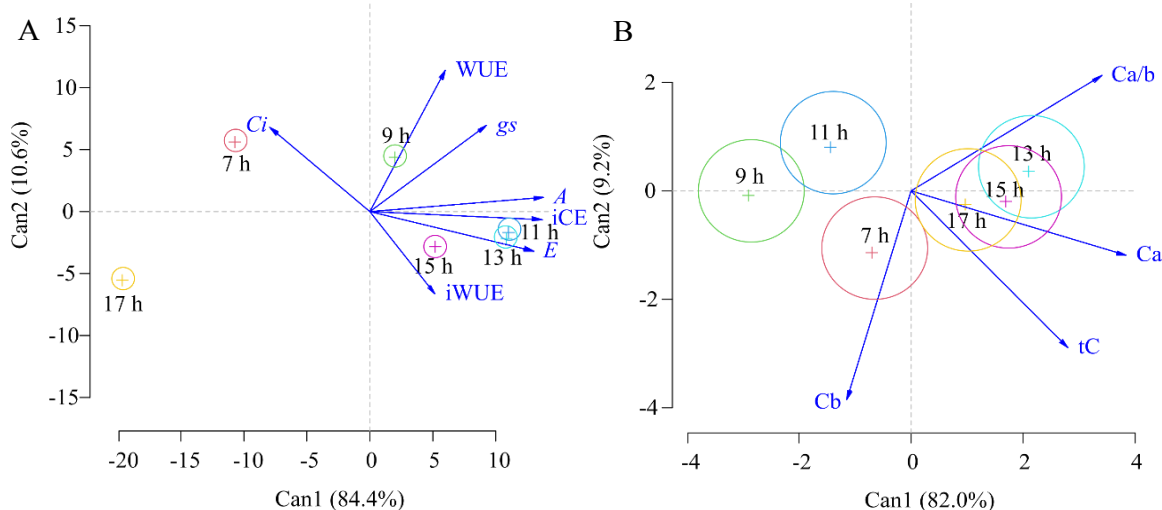 A
Can2 (10.6%)
15
10
5
0
-5
-10
-15
WUE
gs
Ci
9 h
7 h
A
iCE
11 h
E
13 h
15 h
iWUE
17 h
-20
-15
-10
-5
0
5
10
Can1 (84.4%)
B
Can2 (9.2%)
2
0
-2
-4
Ca/b
11 h
13 h
9 h
15 h
17 h
7 h
Ca
tC
Cb
-4
-2
0
2
4
Can1 (82.0%)